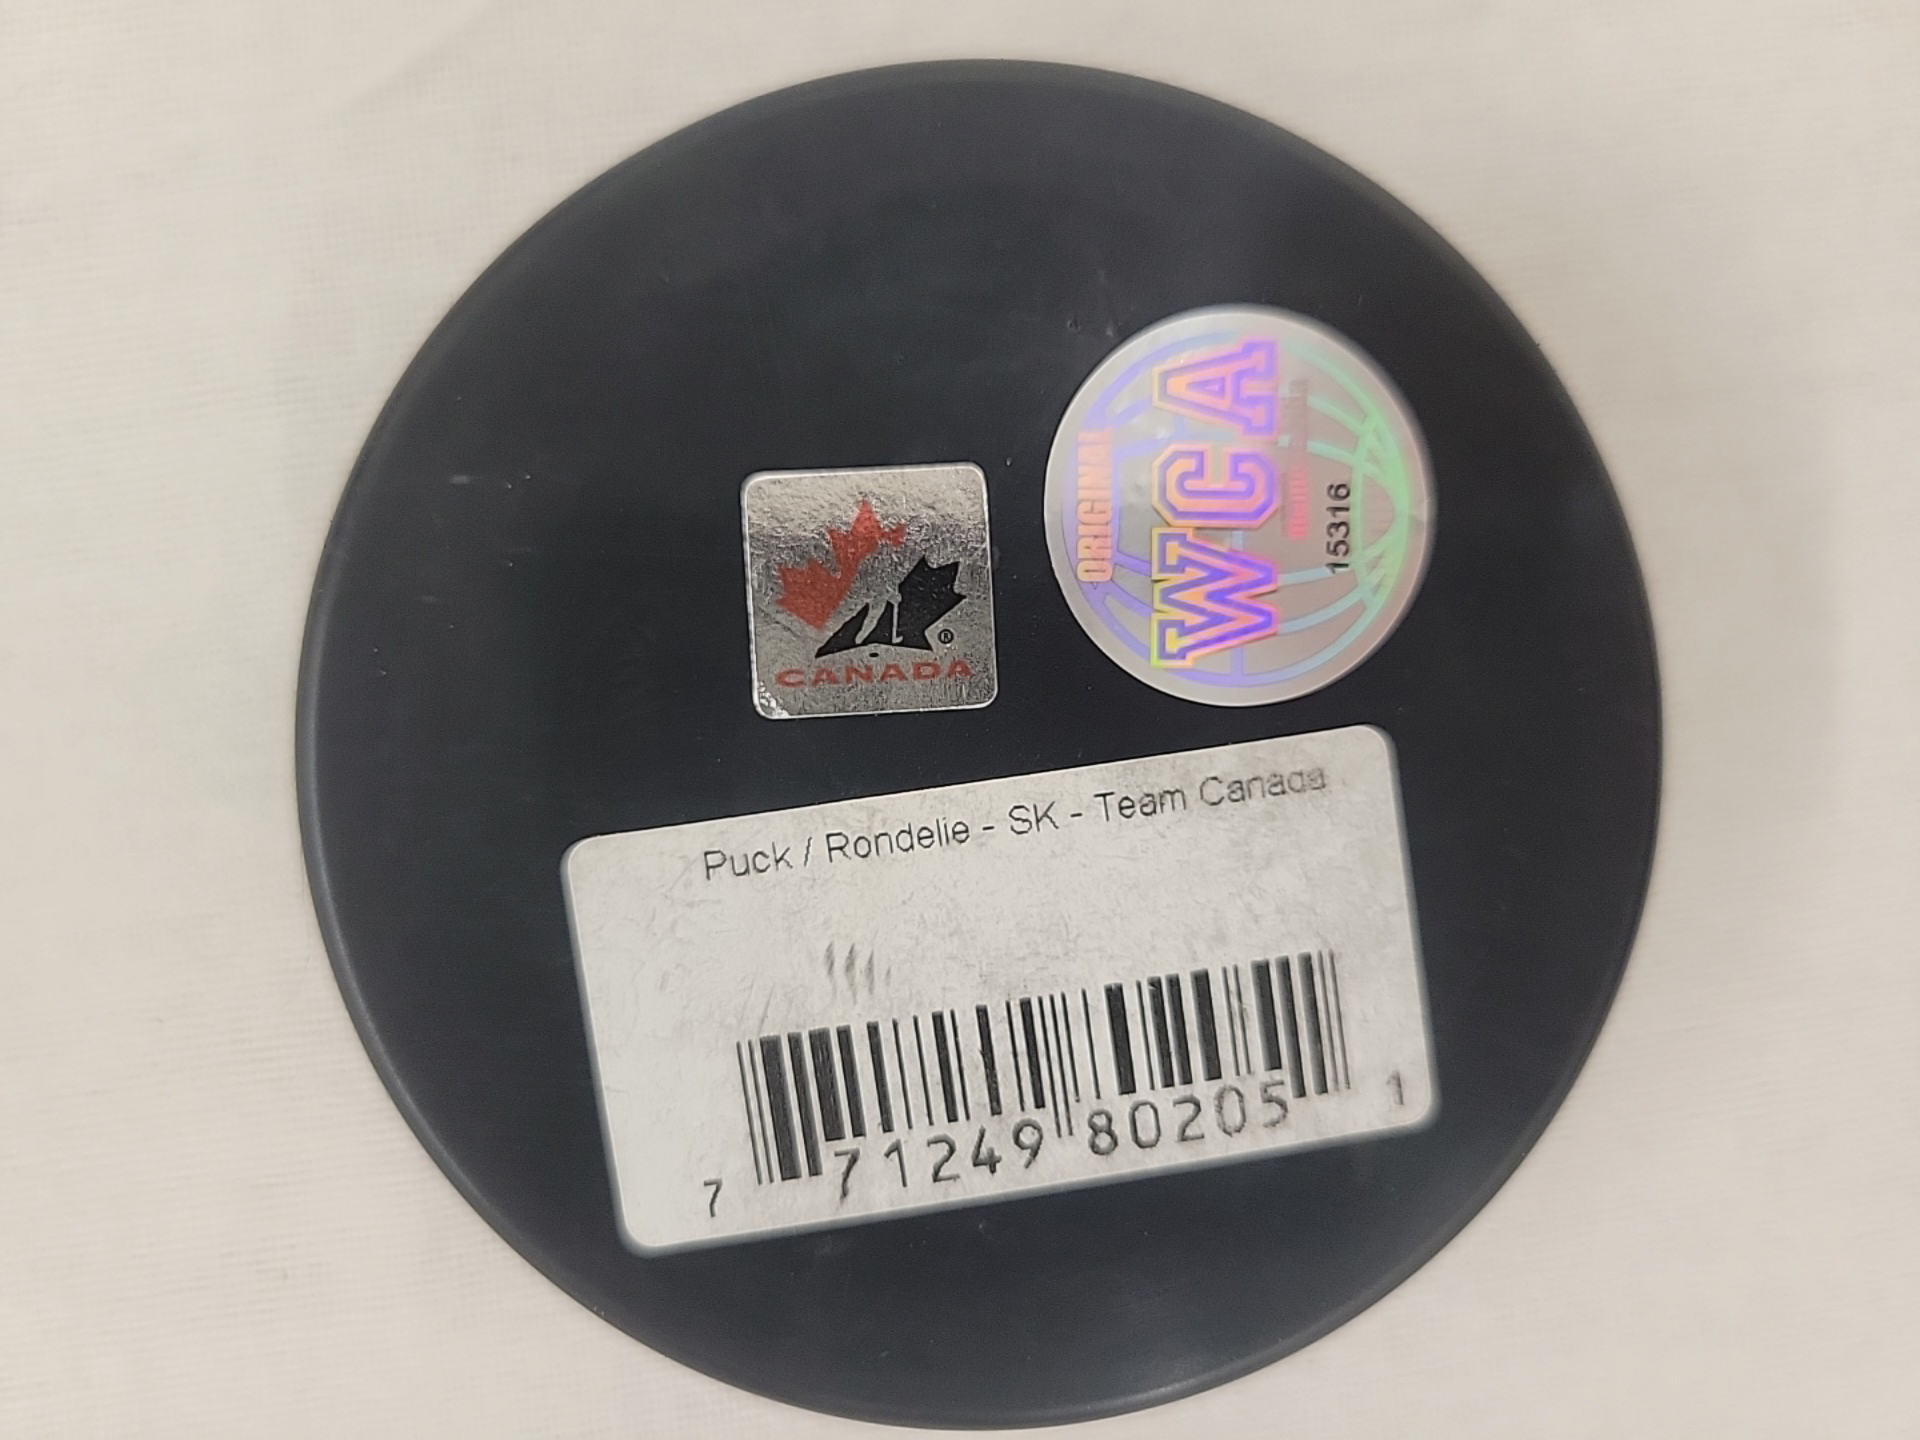 CANADA
®
ORIGINAL
WCA
15316
Puck / Rondelle - SK - Team Canada
7 71249 80205 1